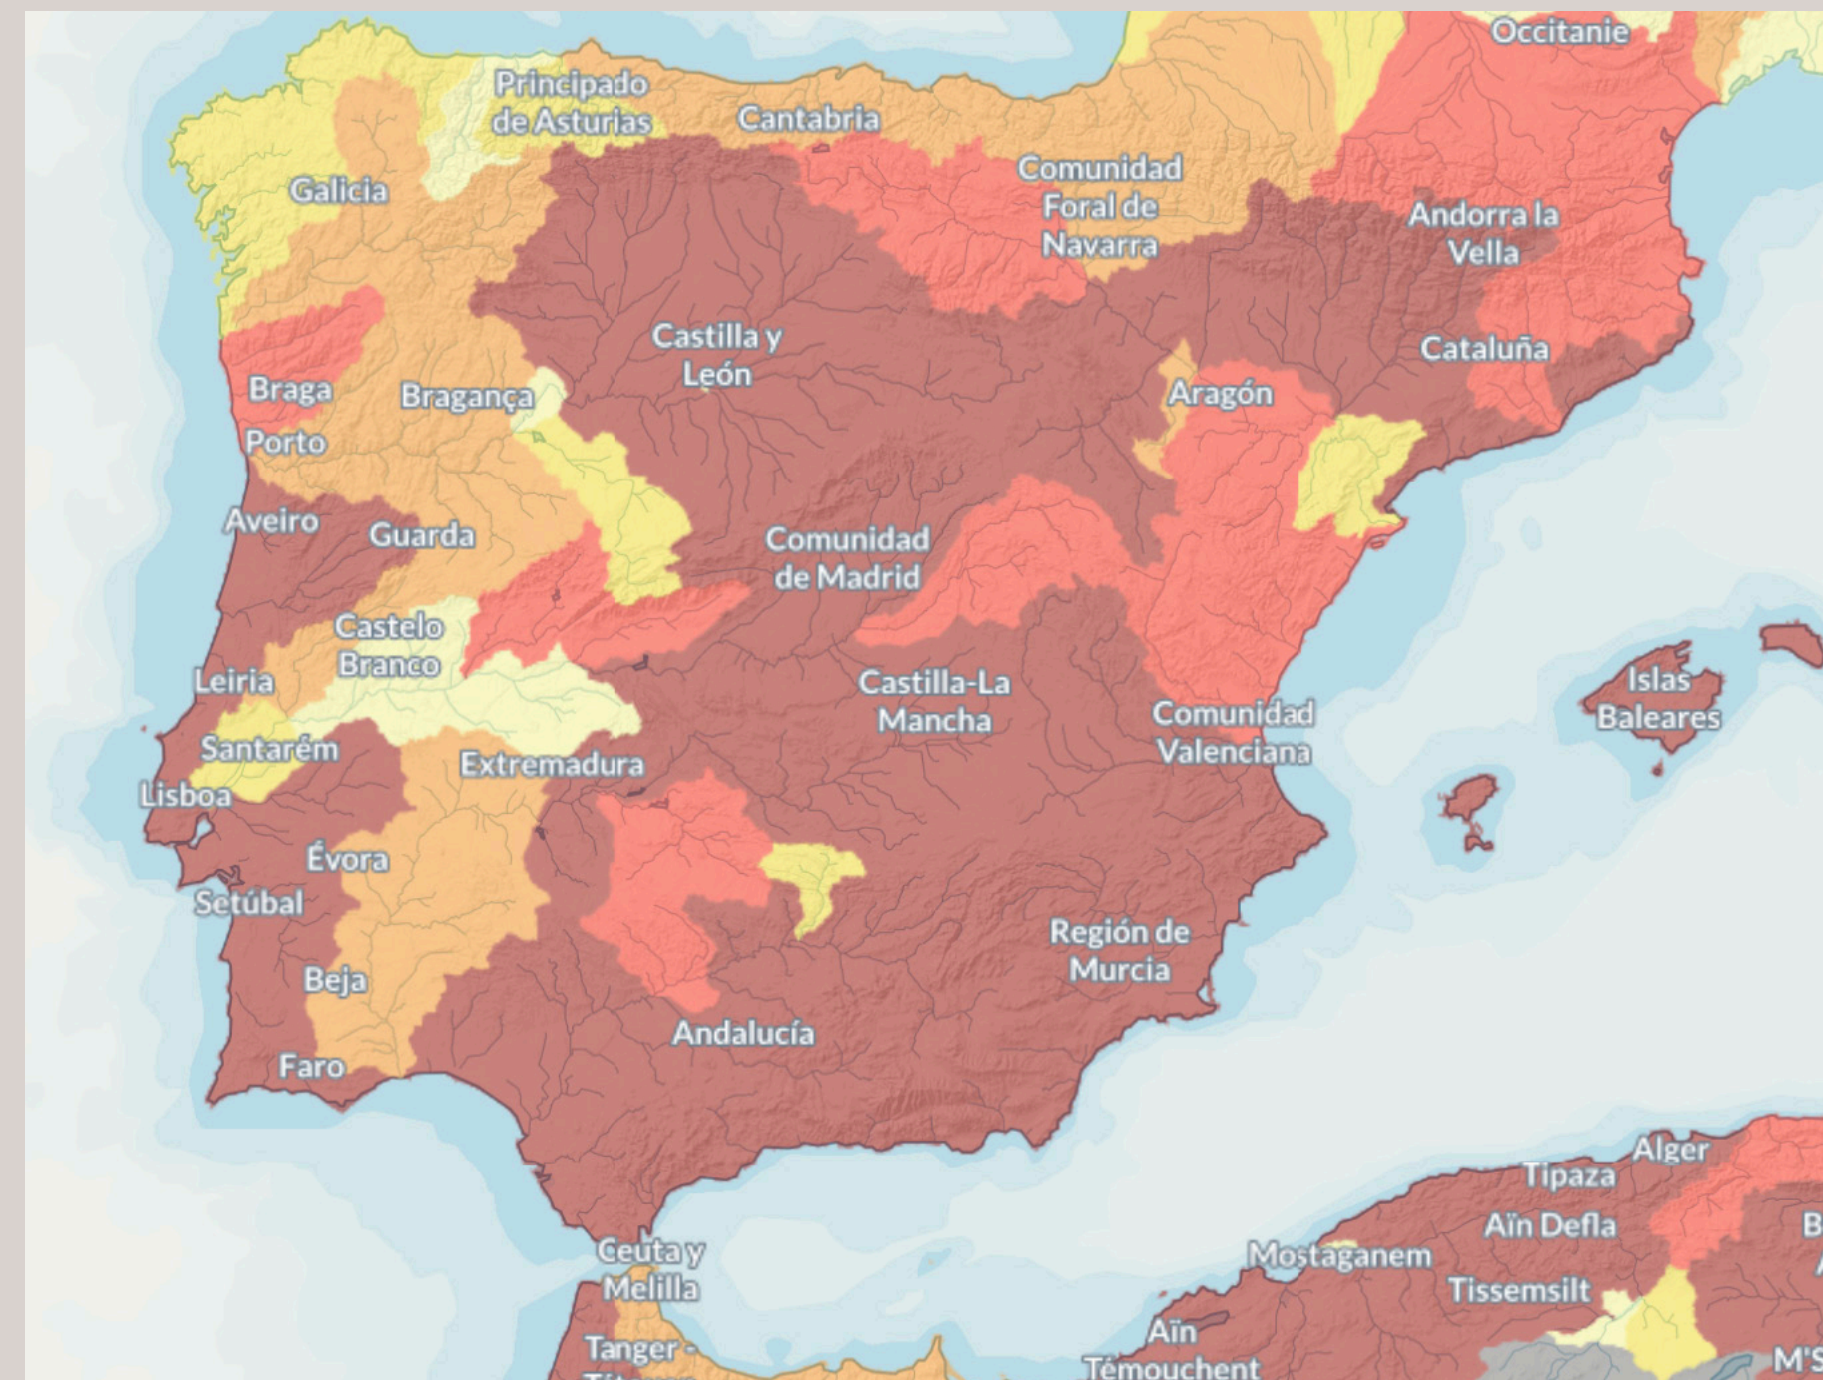 Occitanie
Principado
de Asturias
Cantabria
Galicia
Comunidad
Foral de
Navarra
Andorra la
Vella
Castilla y
León
Cataluña
Braga
Bragança
Aragón
Porto
Aveiro
Guarda
Comunidad
de Madrid
Castelo
Branco
Leiria
Castilla-La
Mancha
Islas
Baleares
Comunidad
Valenciana
Santarém
Extremadura
Lisboa
Évora
Setúbal
Región de
Murcia
Beja
Andalucía
Faro
Alger
Tipaza
Aïn Defla
B
Ceuta y
Melilla
Mostaganem
Tissemsilt
Aïn
Témouchent
Tanger -
M'S